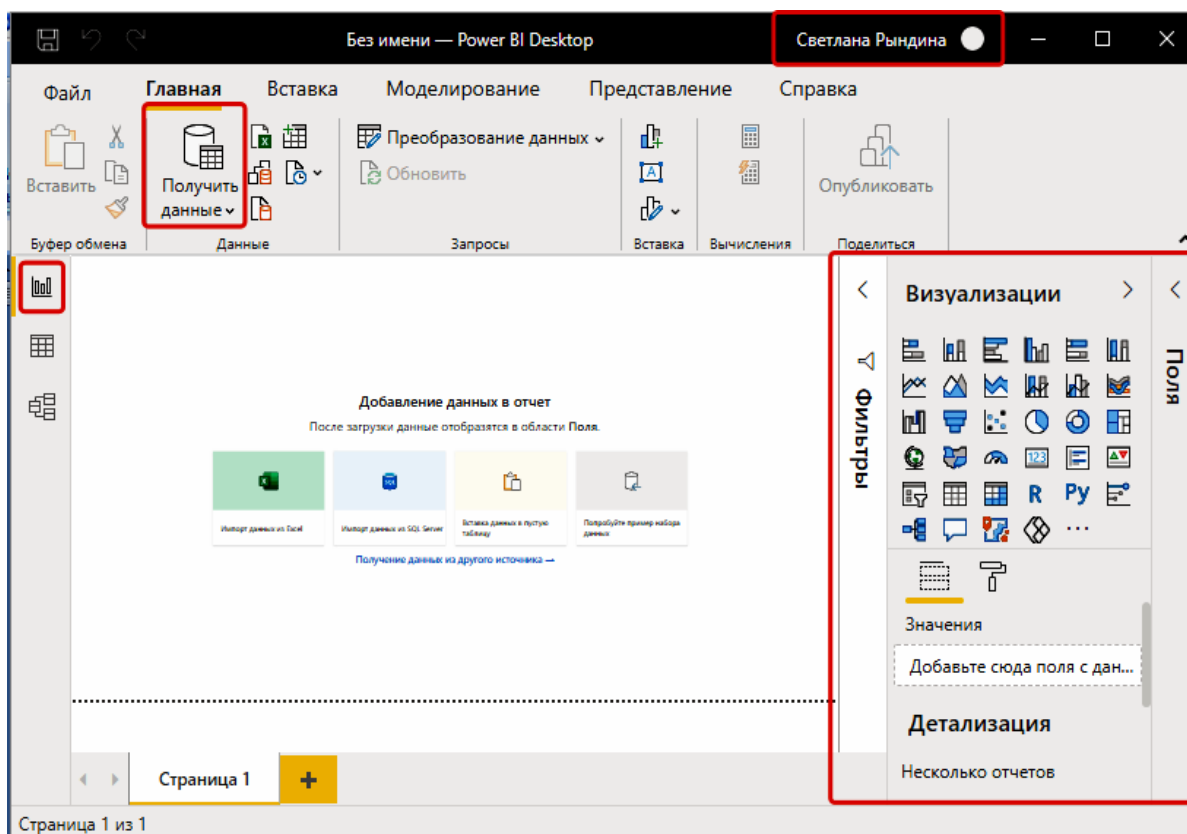 Без имени — Power BI Desktop
Светлана Рындина
Файл
Главная
Вставка
Моделирование
Представление
Справка
Вставить
Получить
данные
Преобразование данных
Обновить
Опубликовать
Буфер обмена
Данные
Запросы
Вставка
Вычисления
Поделиться
Добавление данных в отчет
После загрузки данные отобразятся в области Поля.
Импорт данных из Excel
Импорт данных из SQL Server
Вставка данных в пустую
таблицу
Попробуйте пример набора
данных
Получение данных из другого источника →
Фильтры
Визуализации
123
R
Py
Значения
Добавьте сюда поля с дан...
Детализация
Несколько отчетов
Поля
Страница 1
Страница 1 из 1